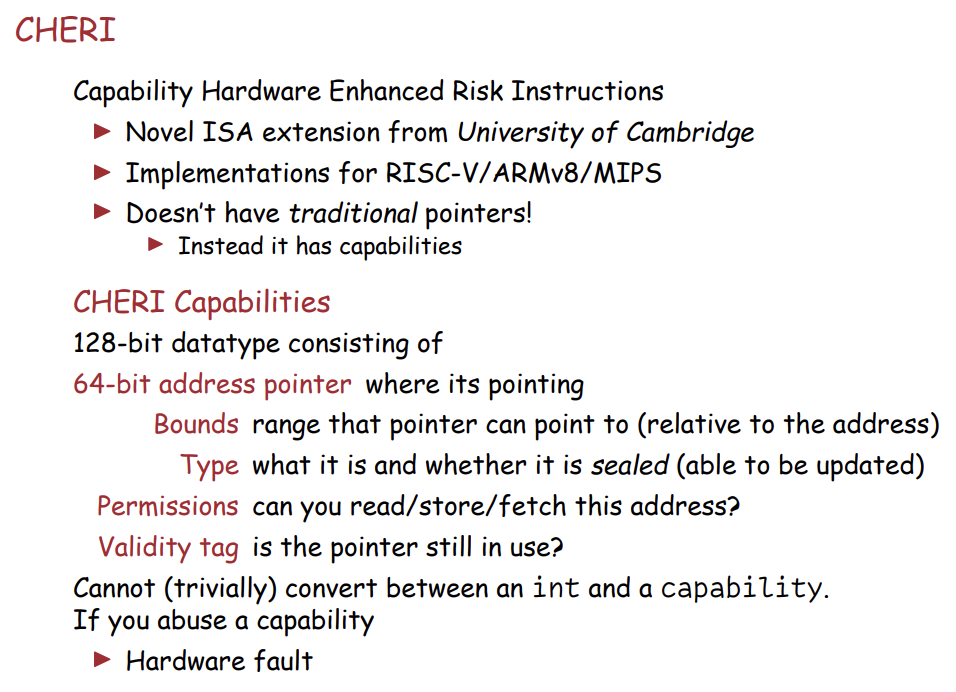 CHERI
Capability Hardware Enhanced Risk Instructions
Novel ISA extension from University of Cambridge
Implementations for RISC-V/ARMv8/MIPS
Doesn't have traditional pointers!
Instead it has capabilities
CHERI Capabilities
128-bit datatype consisting of
64-bit address pointer where its pointing
Bounds range that pointer can point to (relative to the address)
Type what it is and whether it is sealed (able to be updated)
Permissions can you read/store/fetch this address?
Validity tag is the pointer still in use?
Cannot (trivially) convert between an int and a capability.
If you abuse a capability
Hardware fault